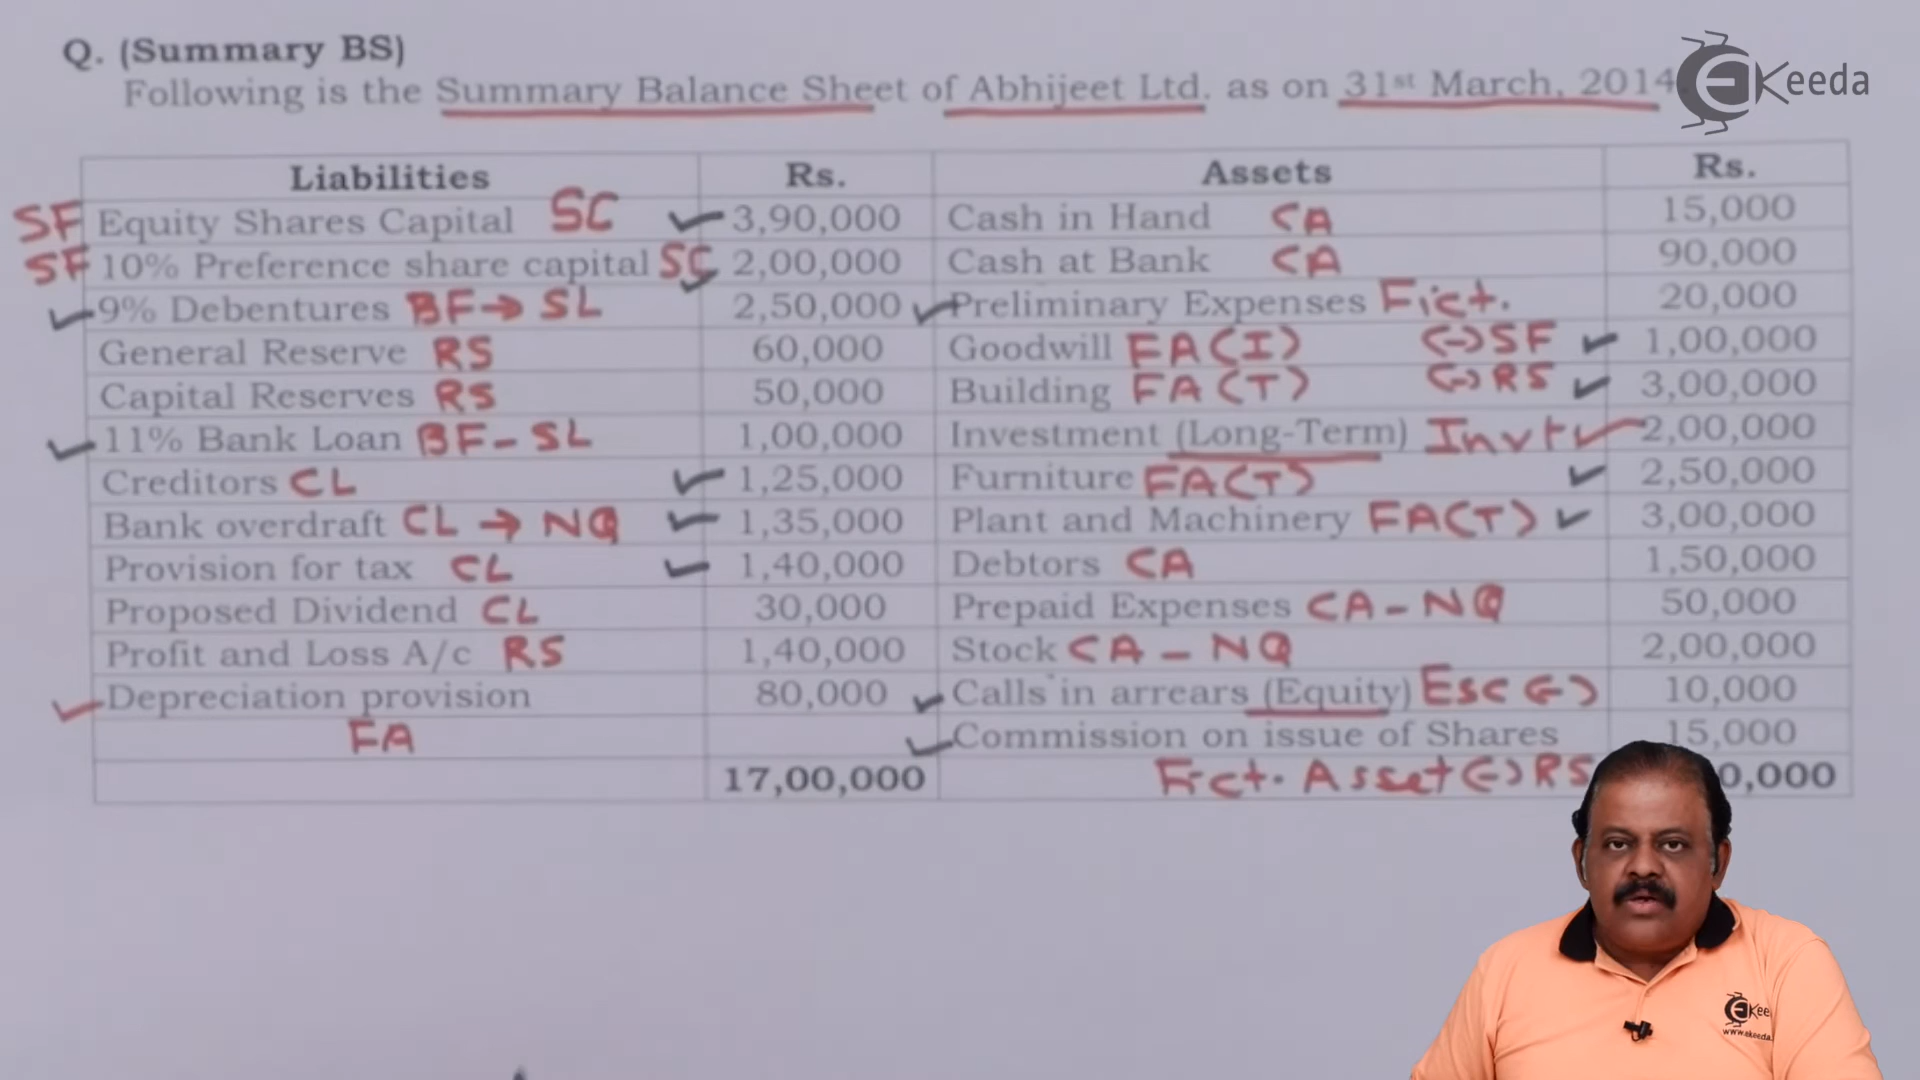 Q. (Summary BS)
Following is the Summary Balance Sheet of Abhijeet Ltd. as on 31st March, 2014.
EKeeda
Liabilities Rs. Assets Rs.
SF Equity Shares Capital SC 3,90,000 Cash in Hand CA 15,000
SF 10% Preference share capital SC 2,00,000 Cash at Bank CA 90,000
9% Debentures BF → SL 2,50,000 Preliminary Expenses Fict. 20,000
General Reserve RS 60,000 Goodwill FA (I) (-) SF 1,00,000
Capital Reserves RS 50,000 Building FA (T) (-) RS 3,00,000
11% Bank Loan BF - SL 1,00,000 Investment (Long-Term) Invt 2,00,000
Creditors CL 1,25,000 Furniture FA (T) 2,50,000
Bank overdraft CL → NQ 1,35,000 Plant and Machinery FA (T) 3,00,000
Provision for tax CL 1,40,000 Debtors CA 1,50,000
Proposed Dividend CL 30,000 Prepaid Expenses CA - NQ 50,000
Profit and Loss A/c RS 1,40,000 Stock CA - NQ 2,00,000
Depreciation provision 80,000 Calls in arrears (Equity) ESC (-) 10,000
FA Commission on issue of Shares 15,000
17,00,000 Fict. Asset (-) RS 0,000
EKee
www.ekeeda.